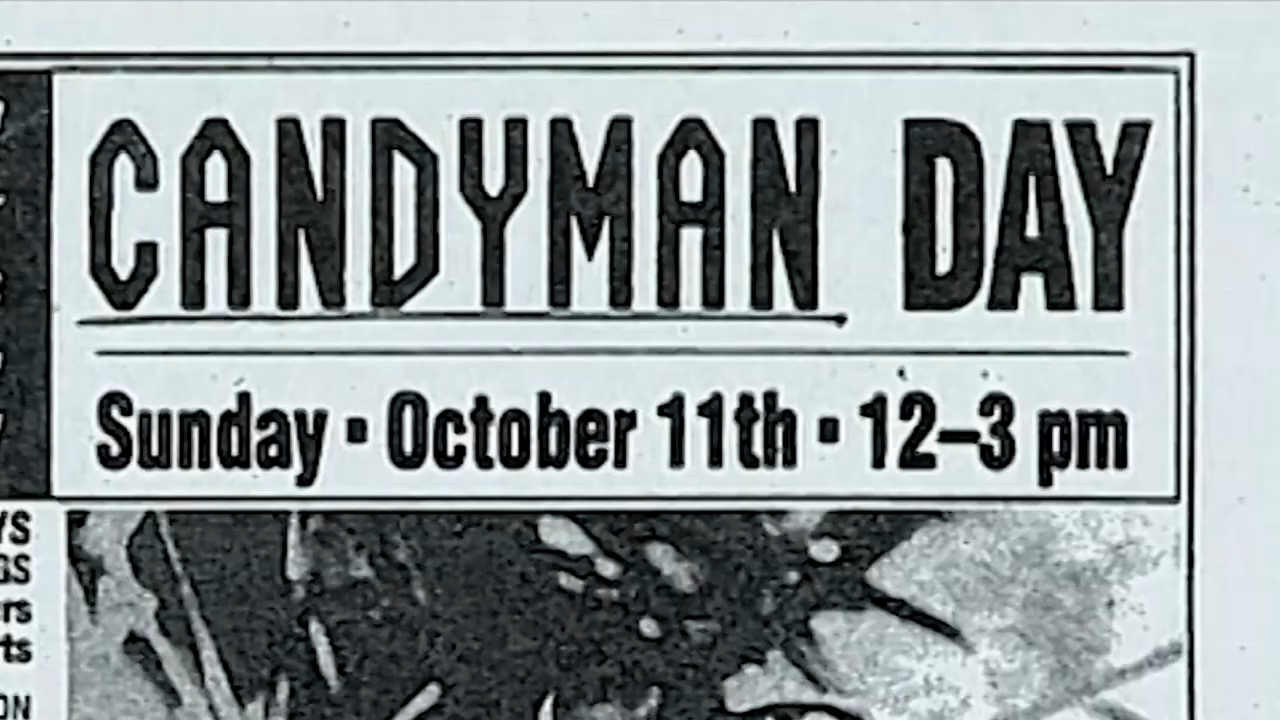 CANDYMAN DAY
Sunday ▪ October 11th ▪ 12–3 pm